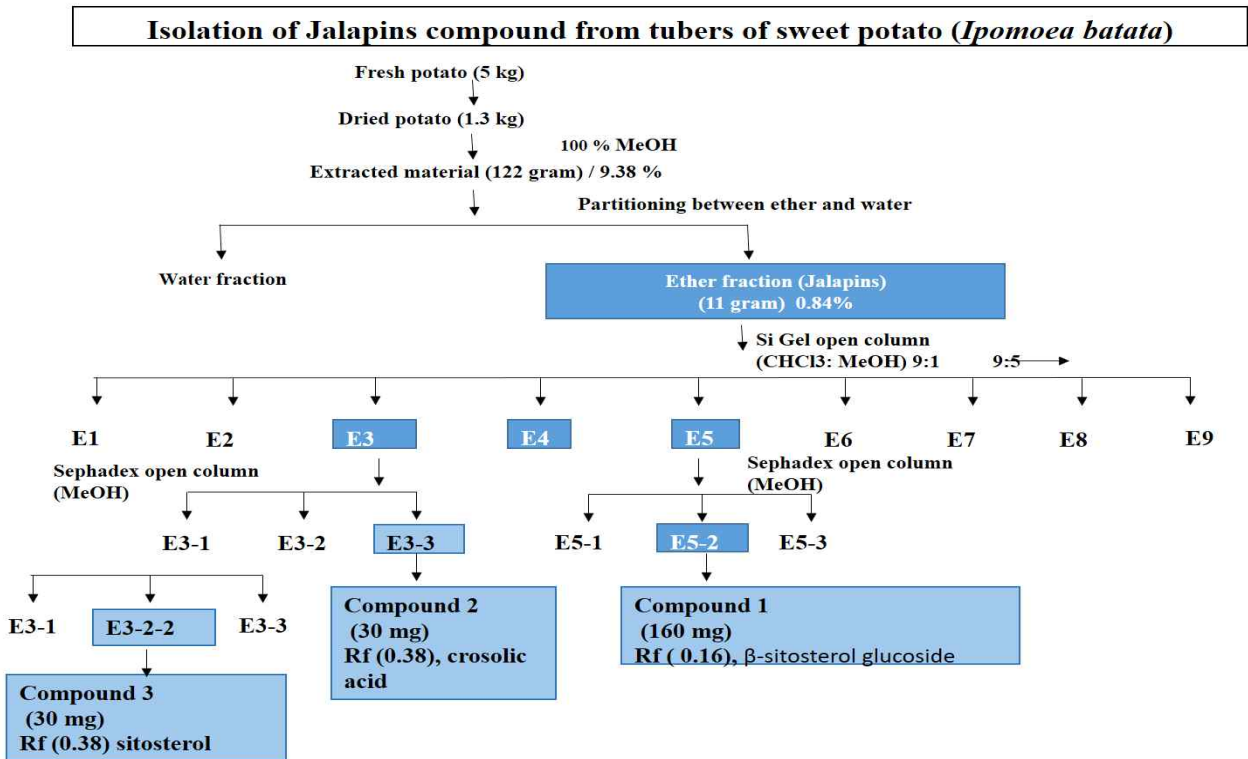 Isolation of Jalapins compound from tubers of sweet potato (Ipomoea batata)
Fresh potato (5 kg)
Dried potato (1.3 kg)
100 % MeOH
Extracted material (122 gram) / 9.38 %
Partitioning between ether and water
Water fraction
Ether fraction (Jalapins)
(11 gram) 0.84%
Si Gel open column
(CHCl3: MeOH) 9:1 9:5
E1 E2 E3 E4 E5 E6 E7 E8 E9
Sephadex open column
(MeOH)
Sephadex open column
(MeOH)
E3-1 E3-2 E3-3 E5-1 E5-2 E5-3
E3-1 E3-2-2 E3-3
Compound 2
(30 mg)
Rf (0.38), crosolic
acid
Compound 1
(160 mg)
Rf ( 0.16), β-sitosterol glucoside
Compound 3
(30 mg)
Rf (0.38) sitosterol